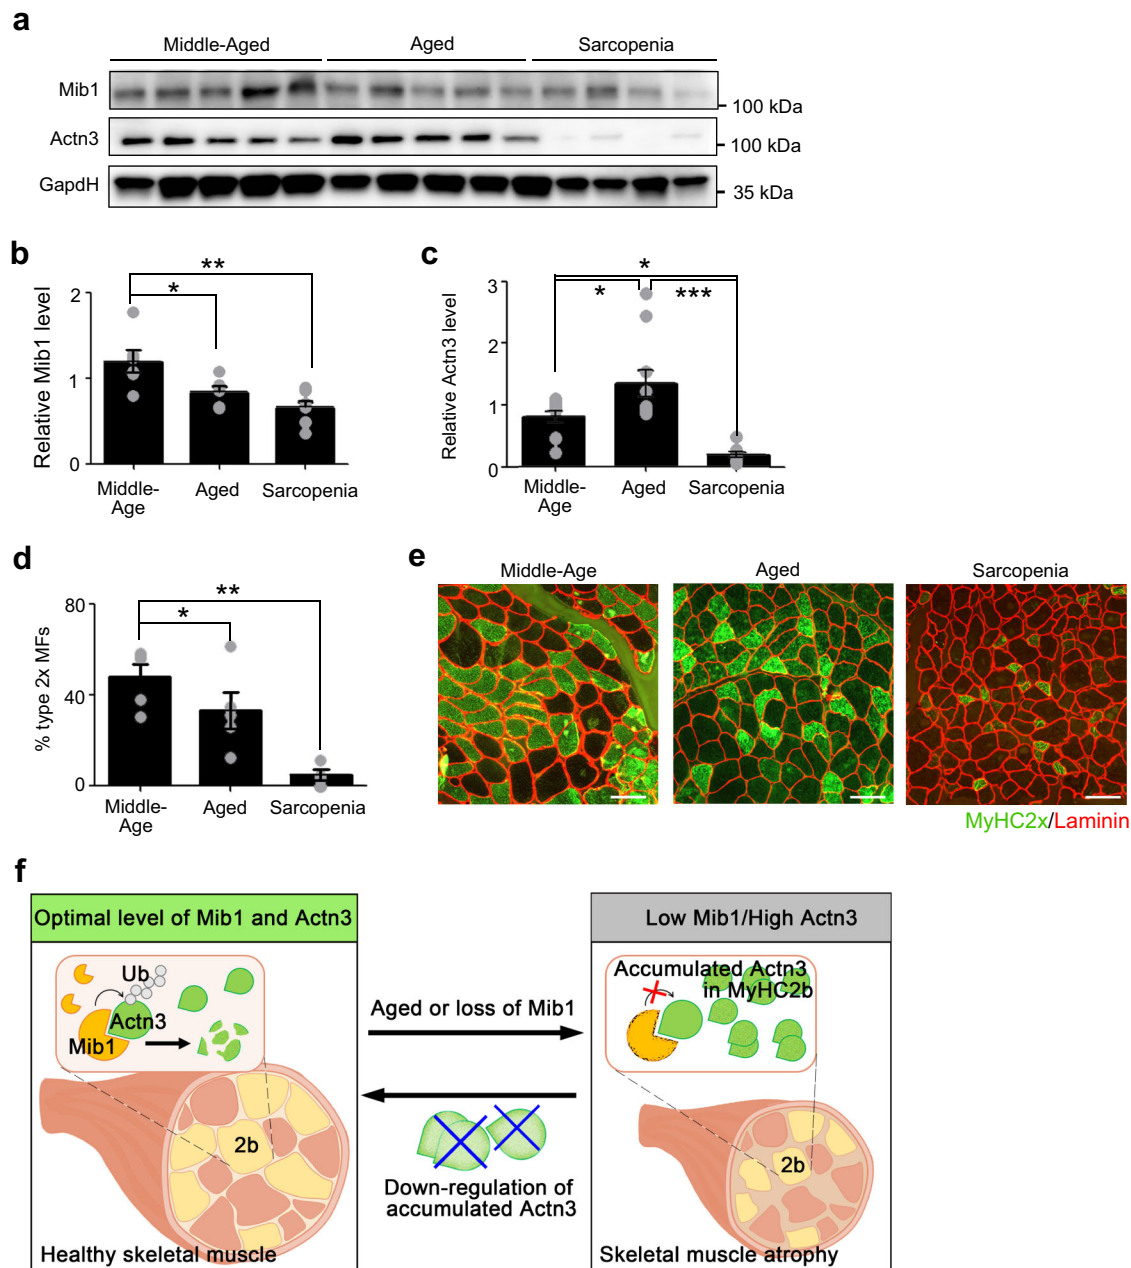 a
Middle-Aged Aged Sarcopenia
Mib1
100 kDa
Actn3
100 kDa
GapdH
35 kDa
b
Relative Mib1 level
2
1
0
*
**
Middle-
Age
Aged
Sarcopenia
c
Relative Actn3 level
3
2
1
0
*
*
***
Middle-
Age
Aged
Sarcopenia
d
% type 2x MFs
80
40
0
*
**
Middle-
Age
Aged
Sarcopenia
e
Middle-Age
Aged
Sarcopenia
MyHC2x/Laminin
f
Optimal level of Mib1 and Actn3
Ub
Actn3
Mib1
2b
Healthy skeletal muscle
Aged or loss of Mib1
Down-regulation of
accumulated Actn3
Low Mib1/High Actn3
Accumulated Actn3
in MyHC2b
2b
Skeletal muscle atrophy